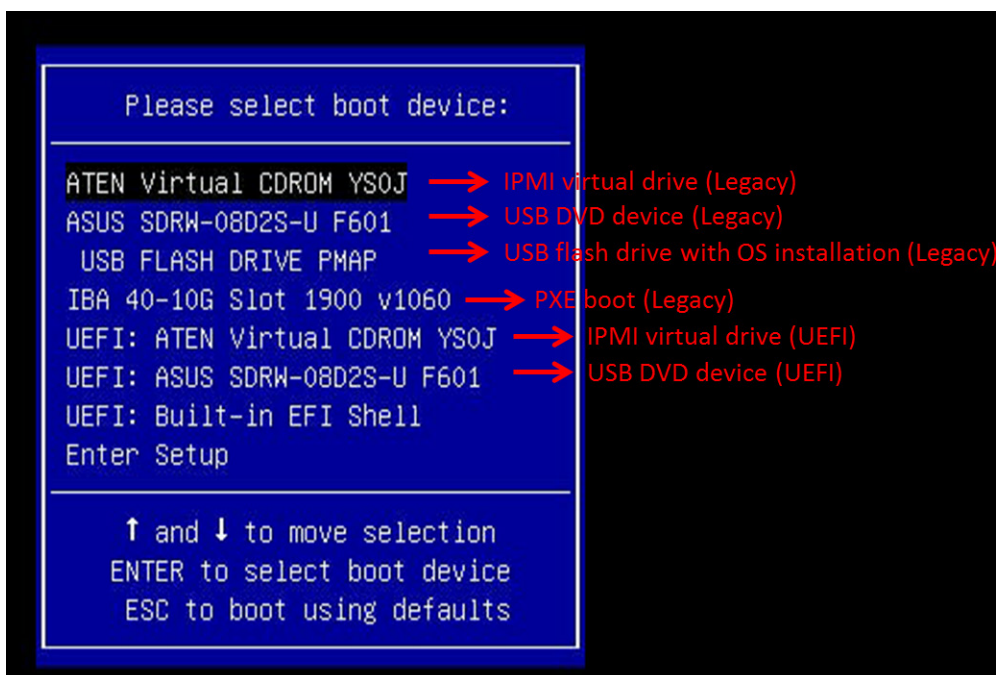 Please select boot device:
ATEN Virtual CDROM YS0J → IPMI virtual drive (Legacy)
ASUS SDRW-08D2S-U F601 → USB DVD device (Legacy)
USB FLASH DRIVE PMAP → USB flash drive with OS installation (Legacy)
IBA 40-10G Slot 1900 v1060 → PXE boot (Legacy)
UEFI: ATEN Virtual CDROM YS0J → IPMI virtual drive (UEFI)
UEFI: ASUS SDRW-08D2S-U F601 → USB DVD device (UEFI)
UEFI: Built-in EFI Shell
Enter Setup
↑ and ↓ to move selection
ENTER to select boot device
ESC to boot using defaults